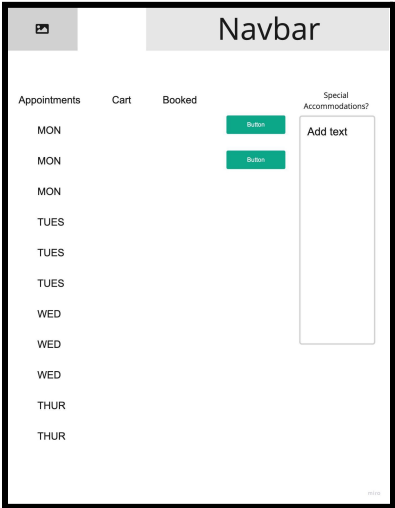 Navbar
Appointments Cart Booked
Special
Accommodations?
MON
Button
Add text
MON
Button
MON
TUES
TUES
TUES
WED
WED
WED
THUR
THUR
miro